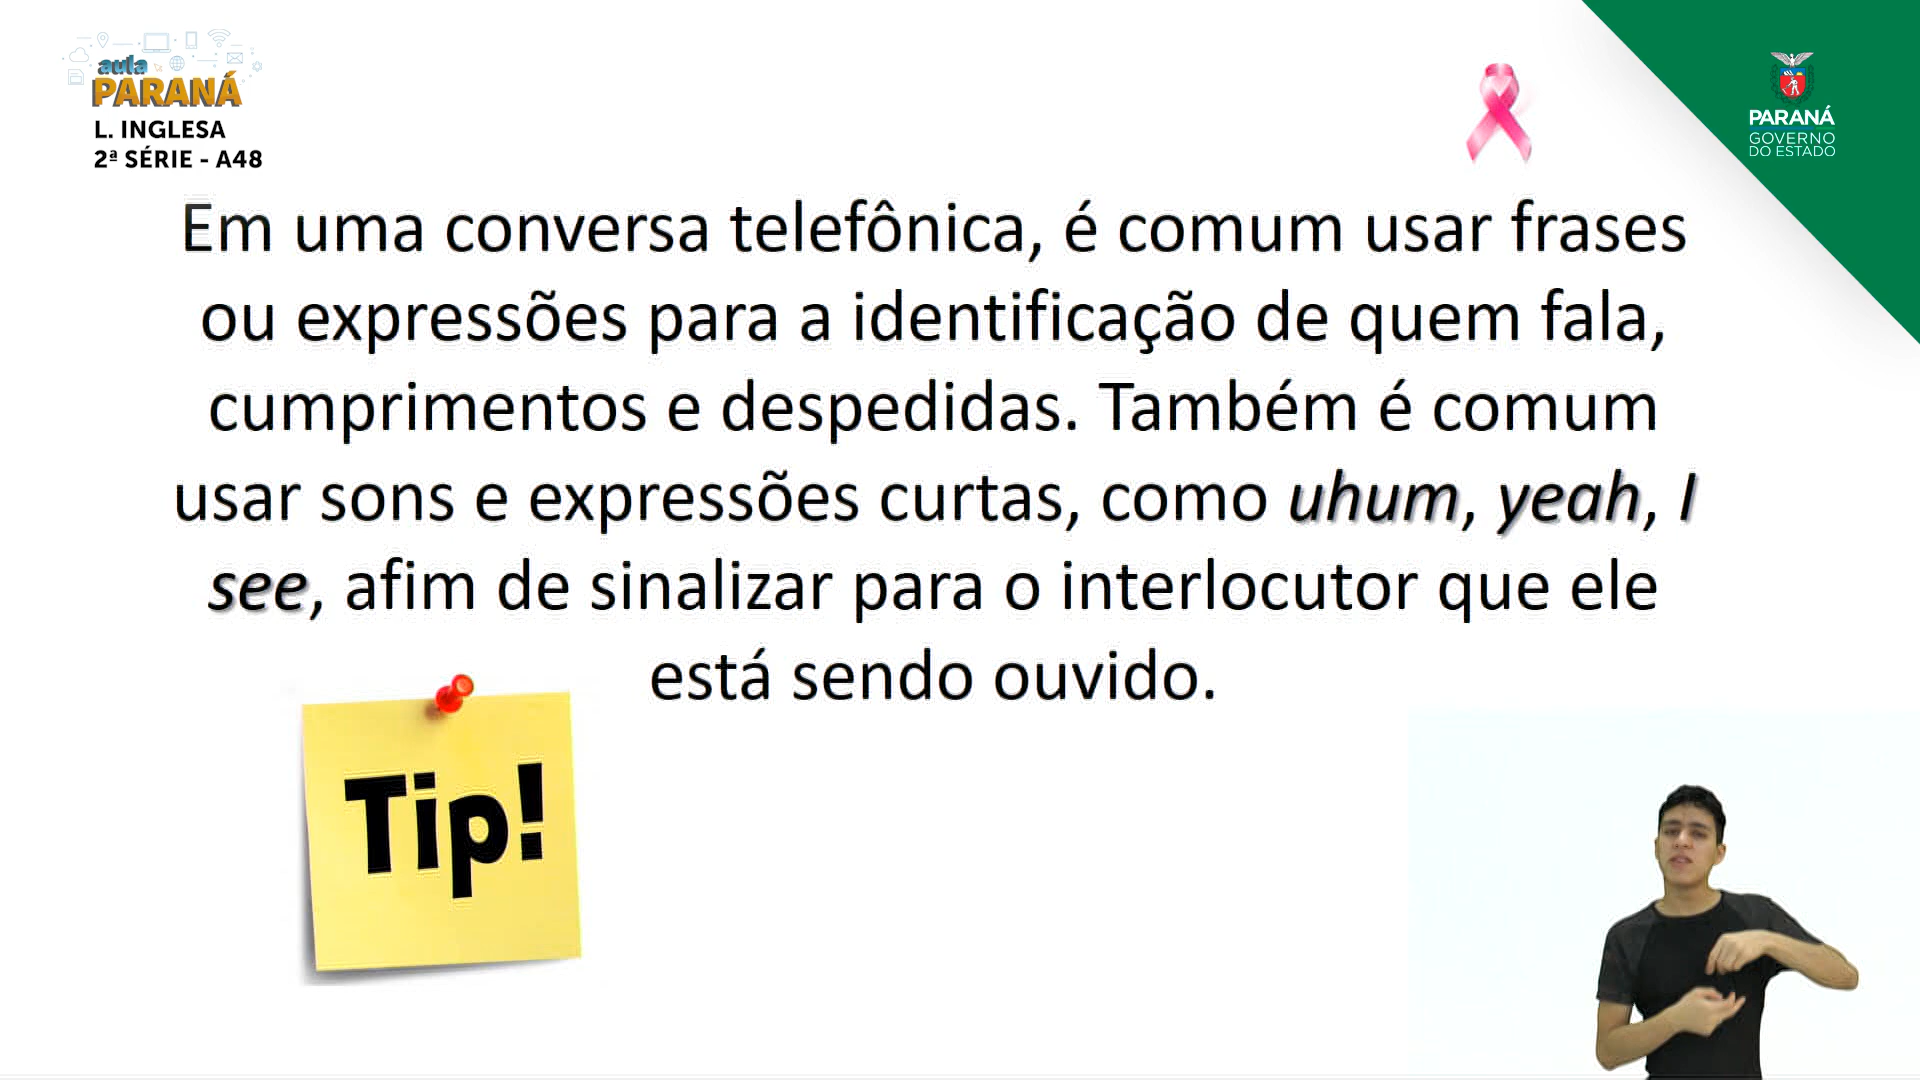 aula
PARANÁ
L. INGLESA
2ª SÉRIE - A48
PARANÁ
GOVERNO
DO ESTADO
Em uma conversa telefônica, é comum usar frases
ou expressões para a identificação de quem fala,
cumprimentos e despedidas. Também é comum
usar sons e expressões curtas, como uhum, yeah, I
see, afim de sinalizar para o interlocutor que ele
está sendo ouvido.
Tip!